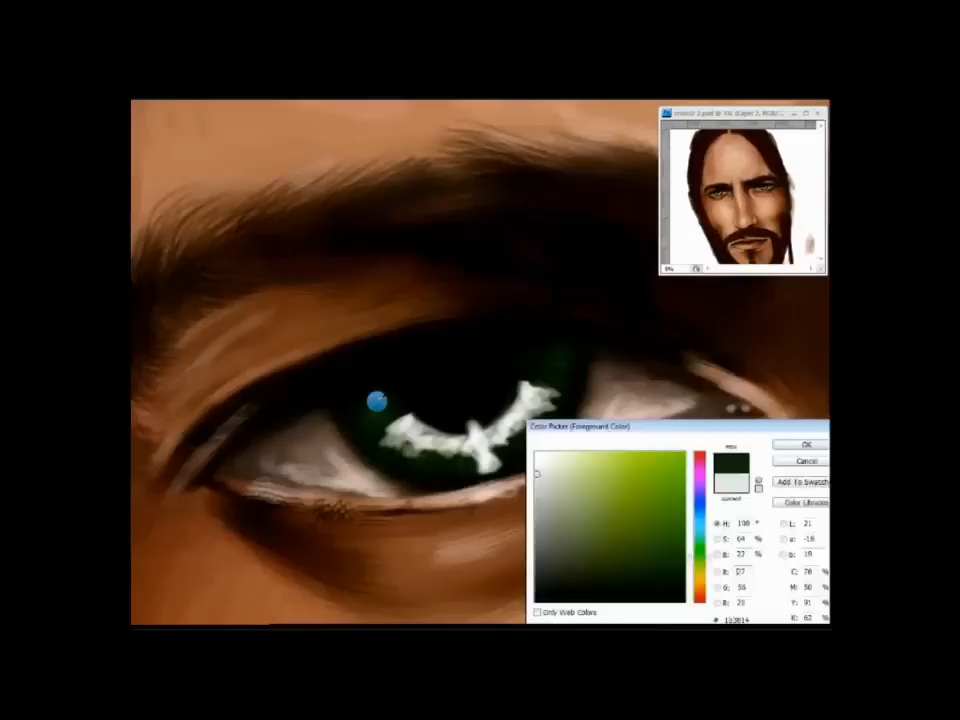 Color Picker (Foreground Color)
new
current
OK
Cancel
Add To Swatch
Color Libraries
H: 108 °
S: 64 %
B: 22 %
R: 27
G: 56
B: 20
L: 21
a: -18
b: 18
C: 78 %
M: 50 %
Y: 91 %
K: 62 %
Only Web Colors
# 1b3814